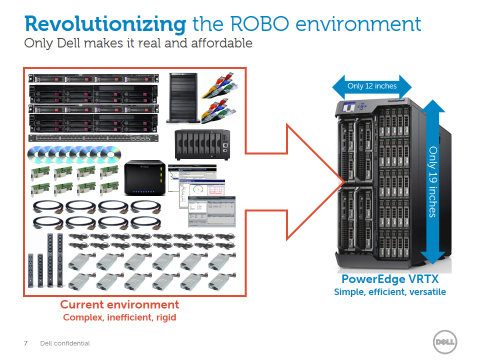 Revolutionizing the ROBO environment
Only Dell makes it real and affordable
Only 12 inches
Only 19 inches
PowerEdge VRTX
Simple, efficient, versatile
Current environment
Complex, inefficient, rigid
7 Dell confidential
DELL